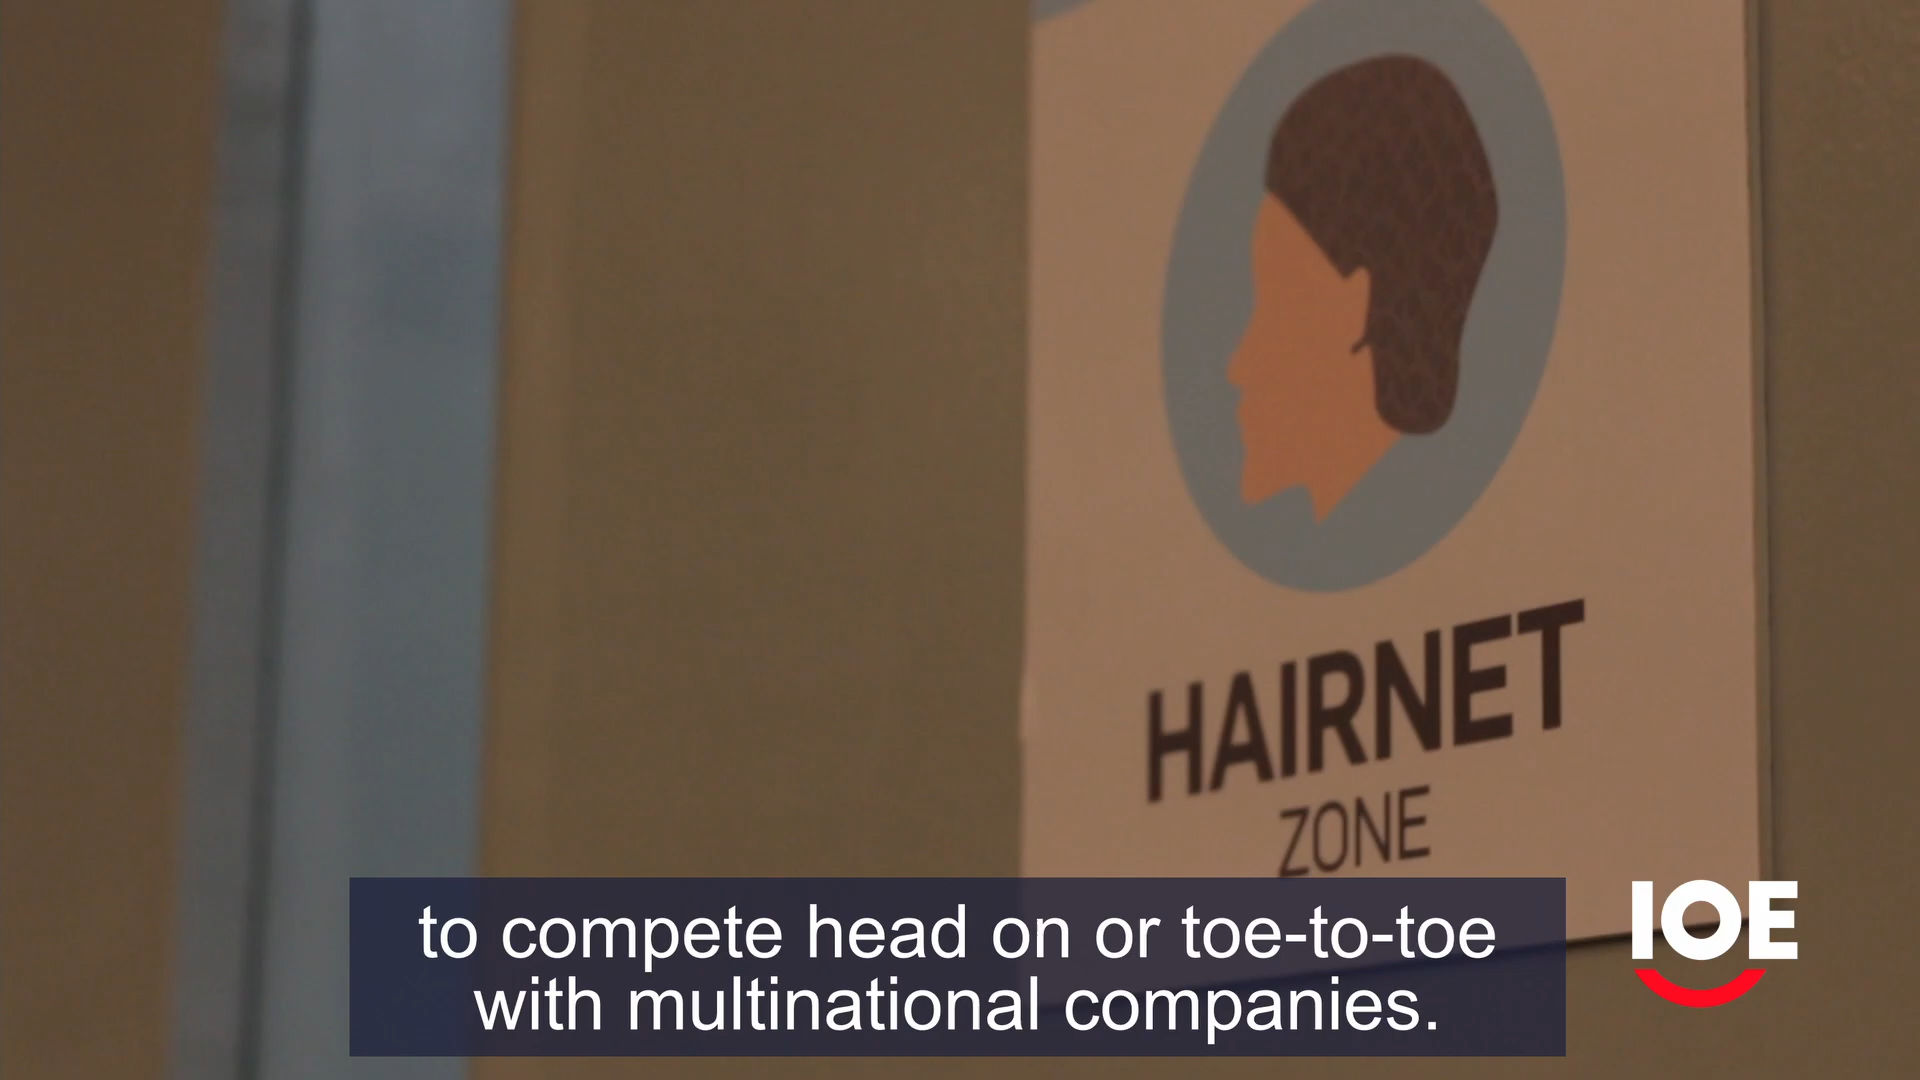 HAIRNET
ZONE
to compete head on or toe-to-toe
with multinational companies.
IOE